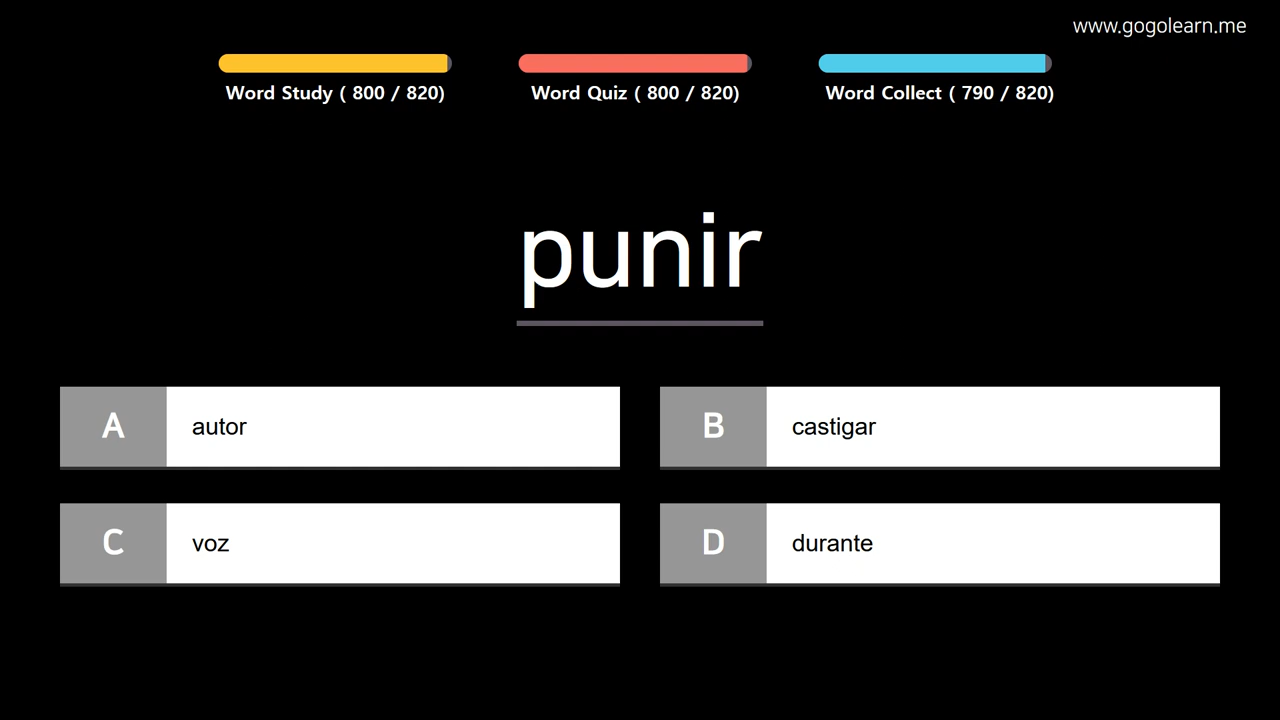 www.gogolearn.me
Word Study ( 800 / 820)
Word Quiz ( 800 / 820)
Word Collect ( 790 / 820)
punir
A autor
B castigar
C voz
D durante